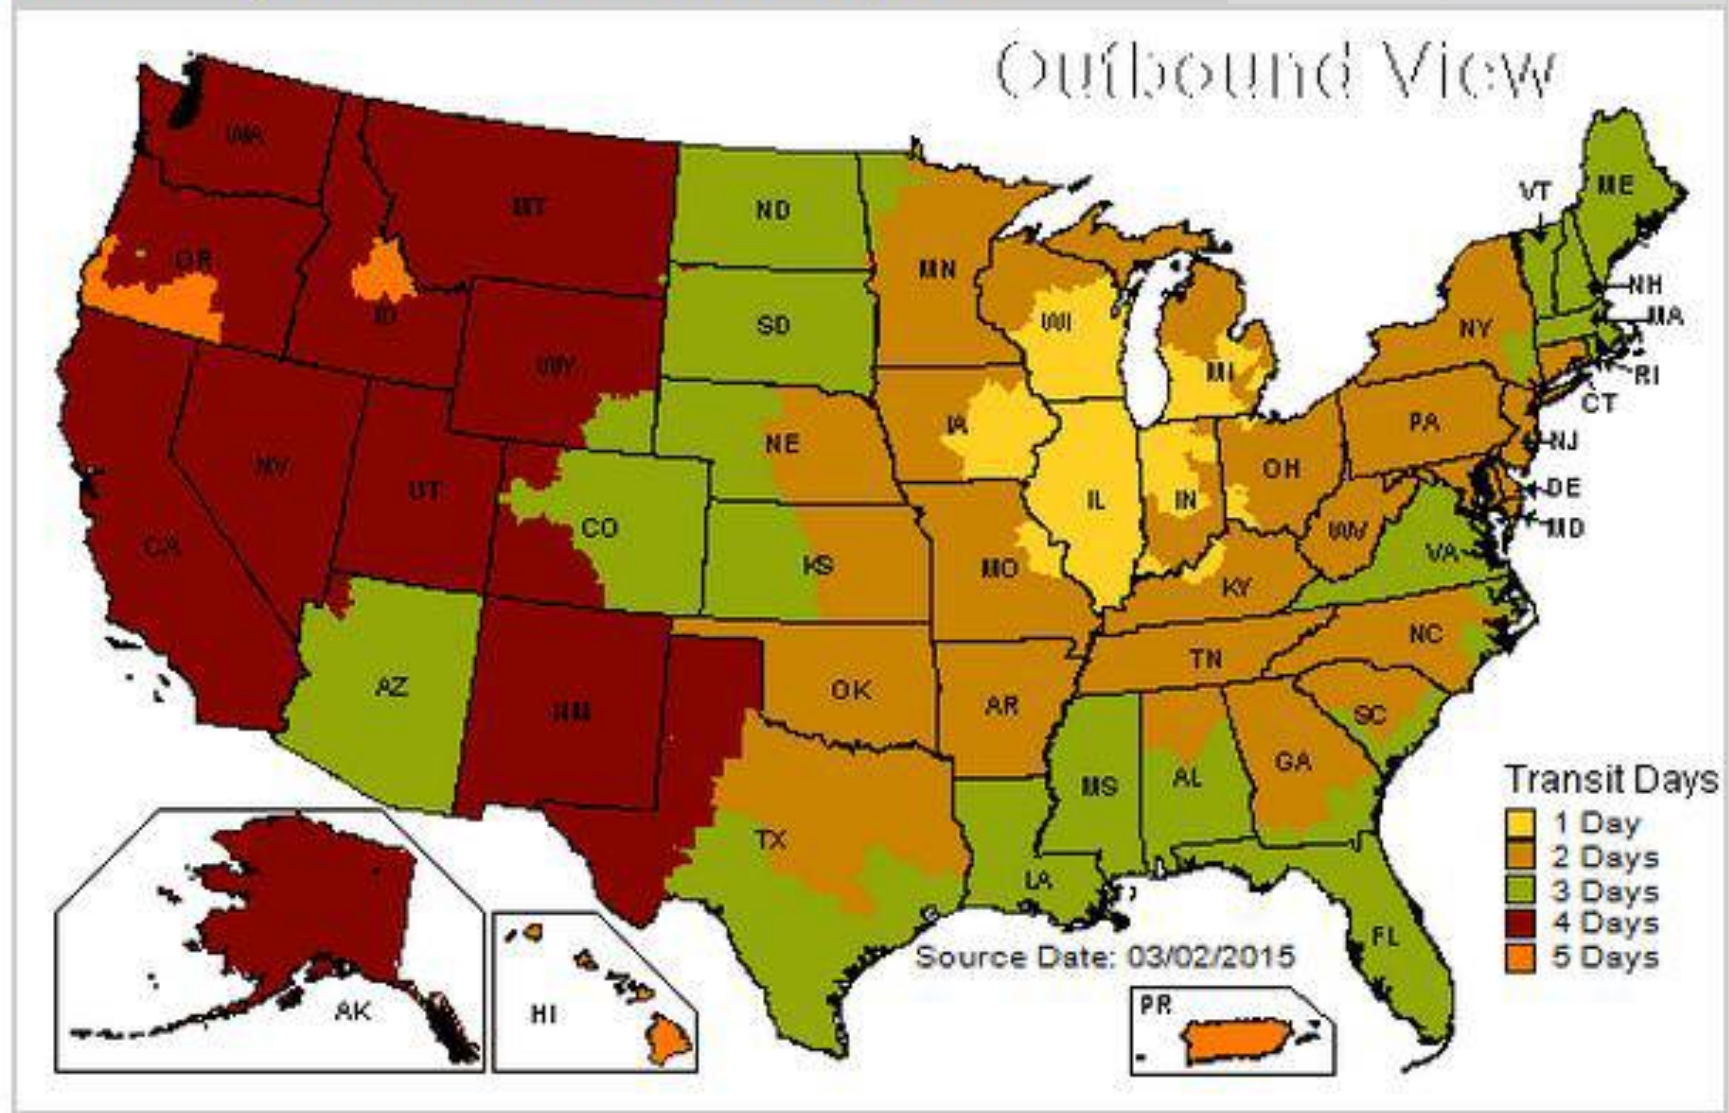 Outbound View
WA
MT
ND
MN
VT
ME
OR
ID
SD
WI
MI
NY
NH
MA
RI
CT
WY
NE
IA
PA
NJ
NV
UT
CO
IL
IN
OH
DE
MD
CA
KS
MO
WV
VA
KY
AZ
NM
OK
AR
TN
NC
SC
TX
MS
AL
GA
LA
FL
Transit Days
1 Day
2 Days
3 Days
4 Days
5 Days
Source Date: 03/02/2015
AK
HI
PR